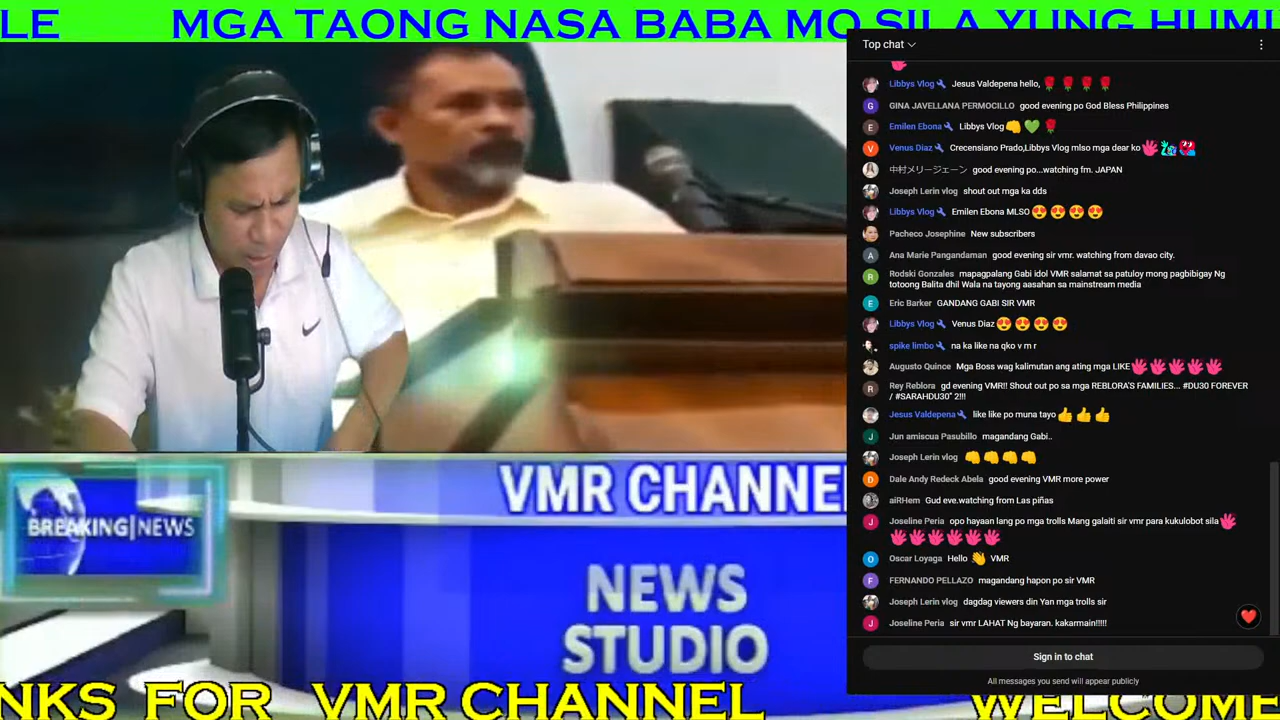 LE MGA TAONG NASA BABA MO SILA YUNG HUMI
Top chat
Libbys Vlog Jesus Valdepena hello, 🌹🌹🌹🌹
GINA JAVELLANA PERMOCILLO good evening po God Bless Philippines
Emilen Ebona Libbys Vlog👊💚🌹
Venus Diaz Crecensiano Prado,Libbys Vlog mlso mga dear ko
中村メリージェーン good evening po...watching fm. JAPAN
Joseph Lerin vlog shout out mga ka dds
Libbys Vlog Emilen Ebona MLSO 😍😍😍😍
Pacheco Josephine New subscribers
Ana Marie Pangandaman good evening sir vmr. watching from davao city.
Rodski Gonzales mapagpalang Gabi idol VMR salamat sa patuloy mong pagbibigay Ng
totoong Balita dhil Wala na tayong aasahan sa mainstream media
Eric Barker GANDANG GABI SIR VMR
Libbys Vlog Venus Diaz 😍😍😍😍
spike limbo na ka like na qko v m r
Augusto Quince Mga Boss wag kalimutan ang ating mga LIKE
Rey Reblora gd evening VMR!! Shout out po sa mga REBLORA'S FAMILIES... #DU30 FOREVER
/ #SARAHDU30" 2!!!
Jesus Valdepena like like po muna tayo 👍👍👍
Jun amiscua Pasubillo magandang Gabi..
Joseph Lerin vlog 👊👊👊👊
Dale Andy Redeck Abela good evening VMR more power
aiRHem Gud eve.watching from Las piñas
Joseline Peria opo hayaan lang po mga trolls Mang galaiti sir vmr para kukulobot sila
Oscar Loyaga Hello 👋 VMR
FERNANDO PELLAZO magandang hapon po sir VMR
Joseph Lerin vlog dagdag viewers din Yan mga trolls sir
Joseline Peria sir vmr LAHAT Ng bayaran. kakarmain!!!!!
Sign in to chat
All messages you send will appear publicly
VMR CHANNE
BREAKING|NEWS
NEWS
STUDIO
NKS FOR VMR CHANNEL WELCOME